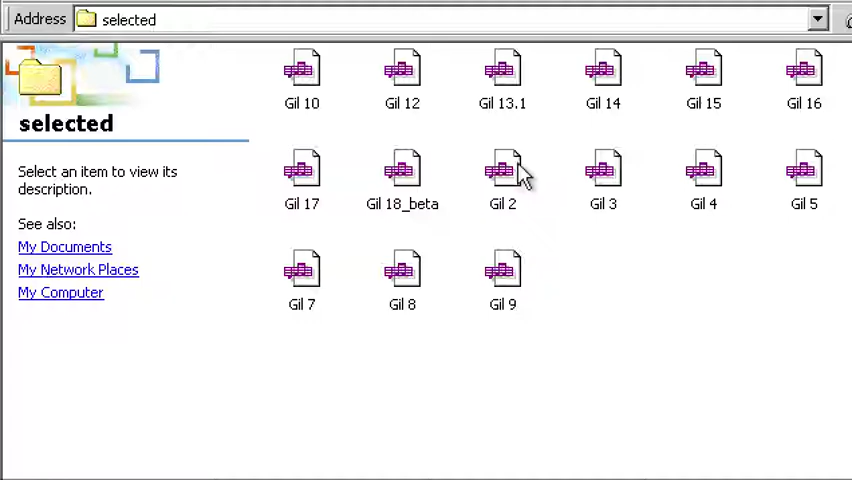 Address selected
Gil 10 Gil 12 Gil 13.1 Gil 14 Gil 15 Gil 16
selected
Select an item to view its
description.
Gil 17 Gil 18_beta Gil 2 Gil 3 Gil 4 Gil 5
See also:
My Documents
My Network Places
My Computer
Gil 7 Gil 8 Gil 9